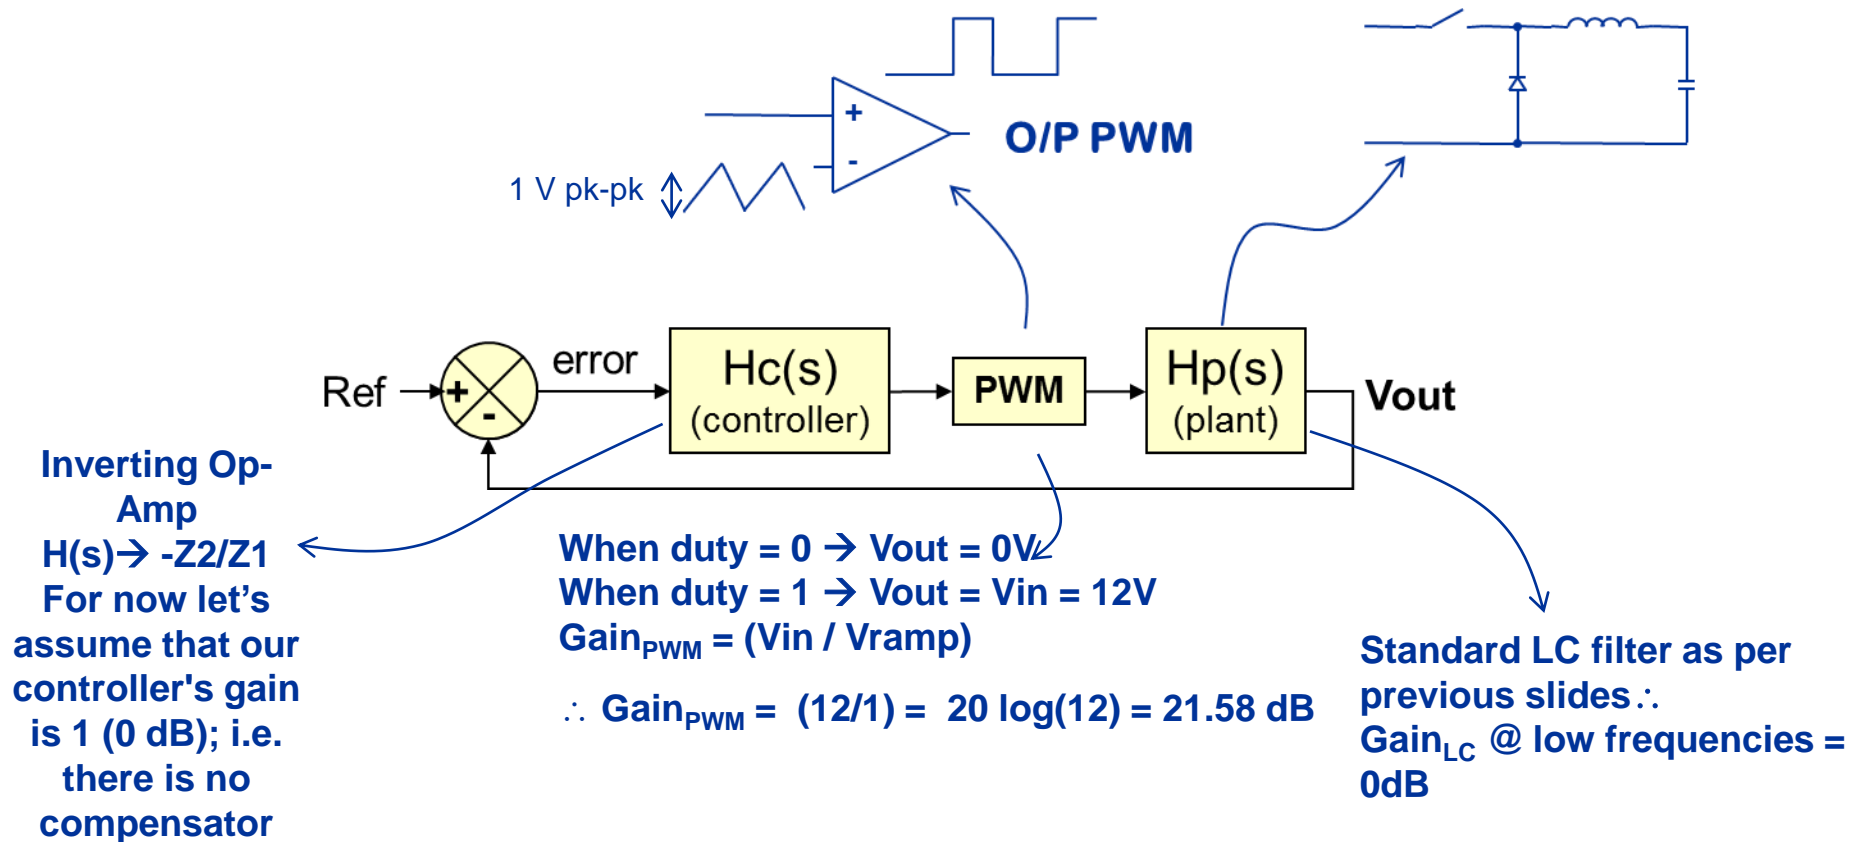 +
-
O/P PWM
1 V pk-pk
Ref
+
-
error
Hc(s)
(controller)
PWM
Hp(s)
(plant)
Vout
Inverting Op-
Amp
H(s)→ -Z2/Z1
For now let’s
assume that our
controller's gain
is 1 (0 dB); i.e.
there is no
compensator
When duty = 0 → Vout = 0V
When duty = 1 → Vout = Vin = 12V
Gain_PWM = (Vin / Vramp)
∴ Gain_PWM = (12/1) = 20 log(12) = 21.58 dB
Standard LC filter as per
previous slides ∴
Gain_LC @ low frequencies =
0dB